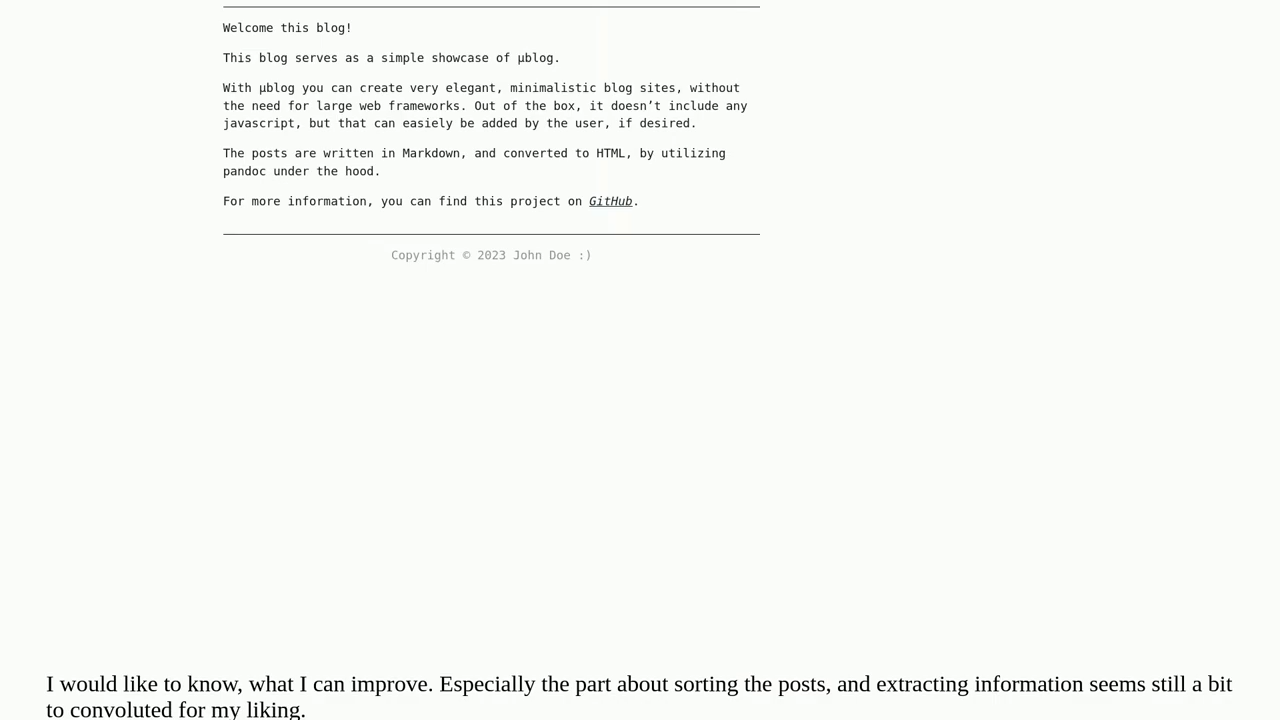 Welcome this blog!
This blog serves as a simple showcase of µblog.
With µblog you can create very elegant, minimalistic blog sites, without
the need for large web frameworks. Out of the box, it doesn’t include any
javascript, but that can easiely be added by the user, if desired.
The posts are written in Markdown, and converted to HTML, by utilizing
pandoc under the hood.
For more information, you can find this project on GitHub.
Copyright © 2023 John Doe :)
I would like to know, what I can improve. Especially the part about sorting the posts, and extracting information seems still a bit
to convoluted for my liking.